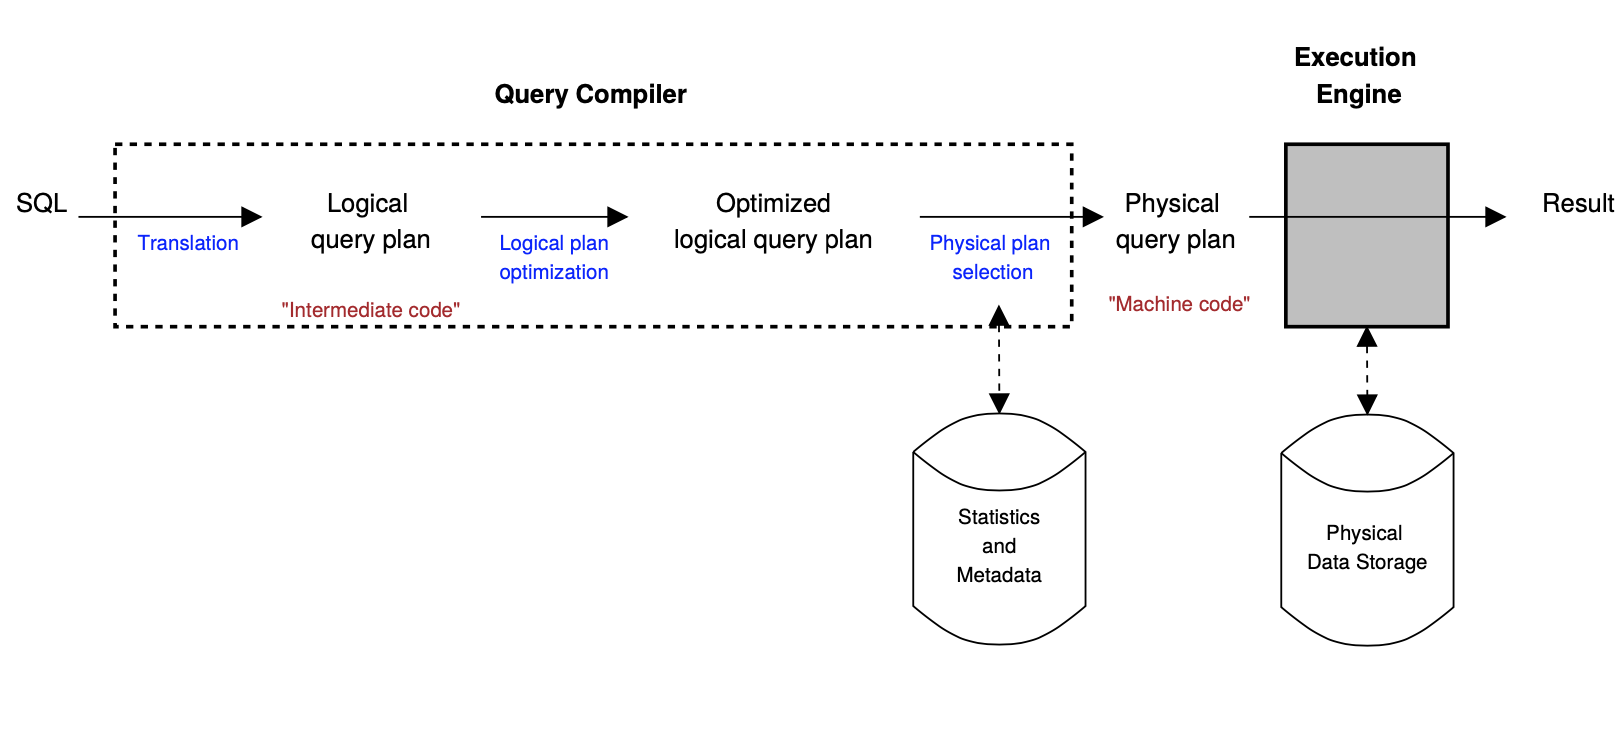 Execution
Engine
Query Compiler
SQL
Translation
Logical
query plan
"Intermediate code"
Logical plan
optimization
Optimized
logical query plan
Physical plan
selection
Physical
query plan
"Machine code"
Result
Statistics
and
Metadata
Physical
Data Storage